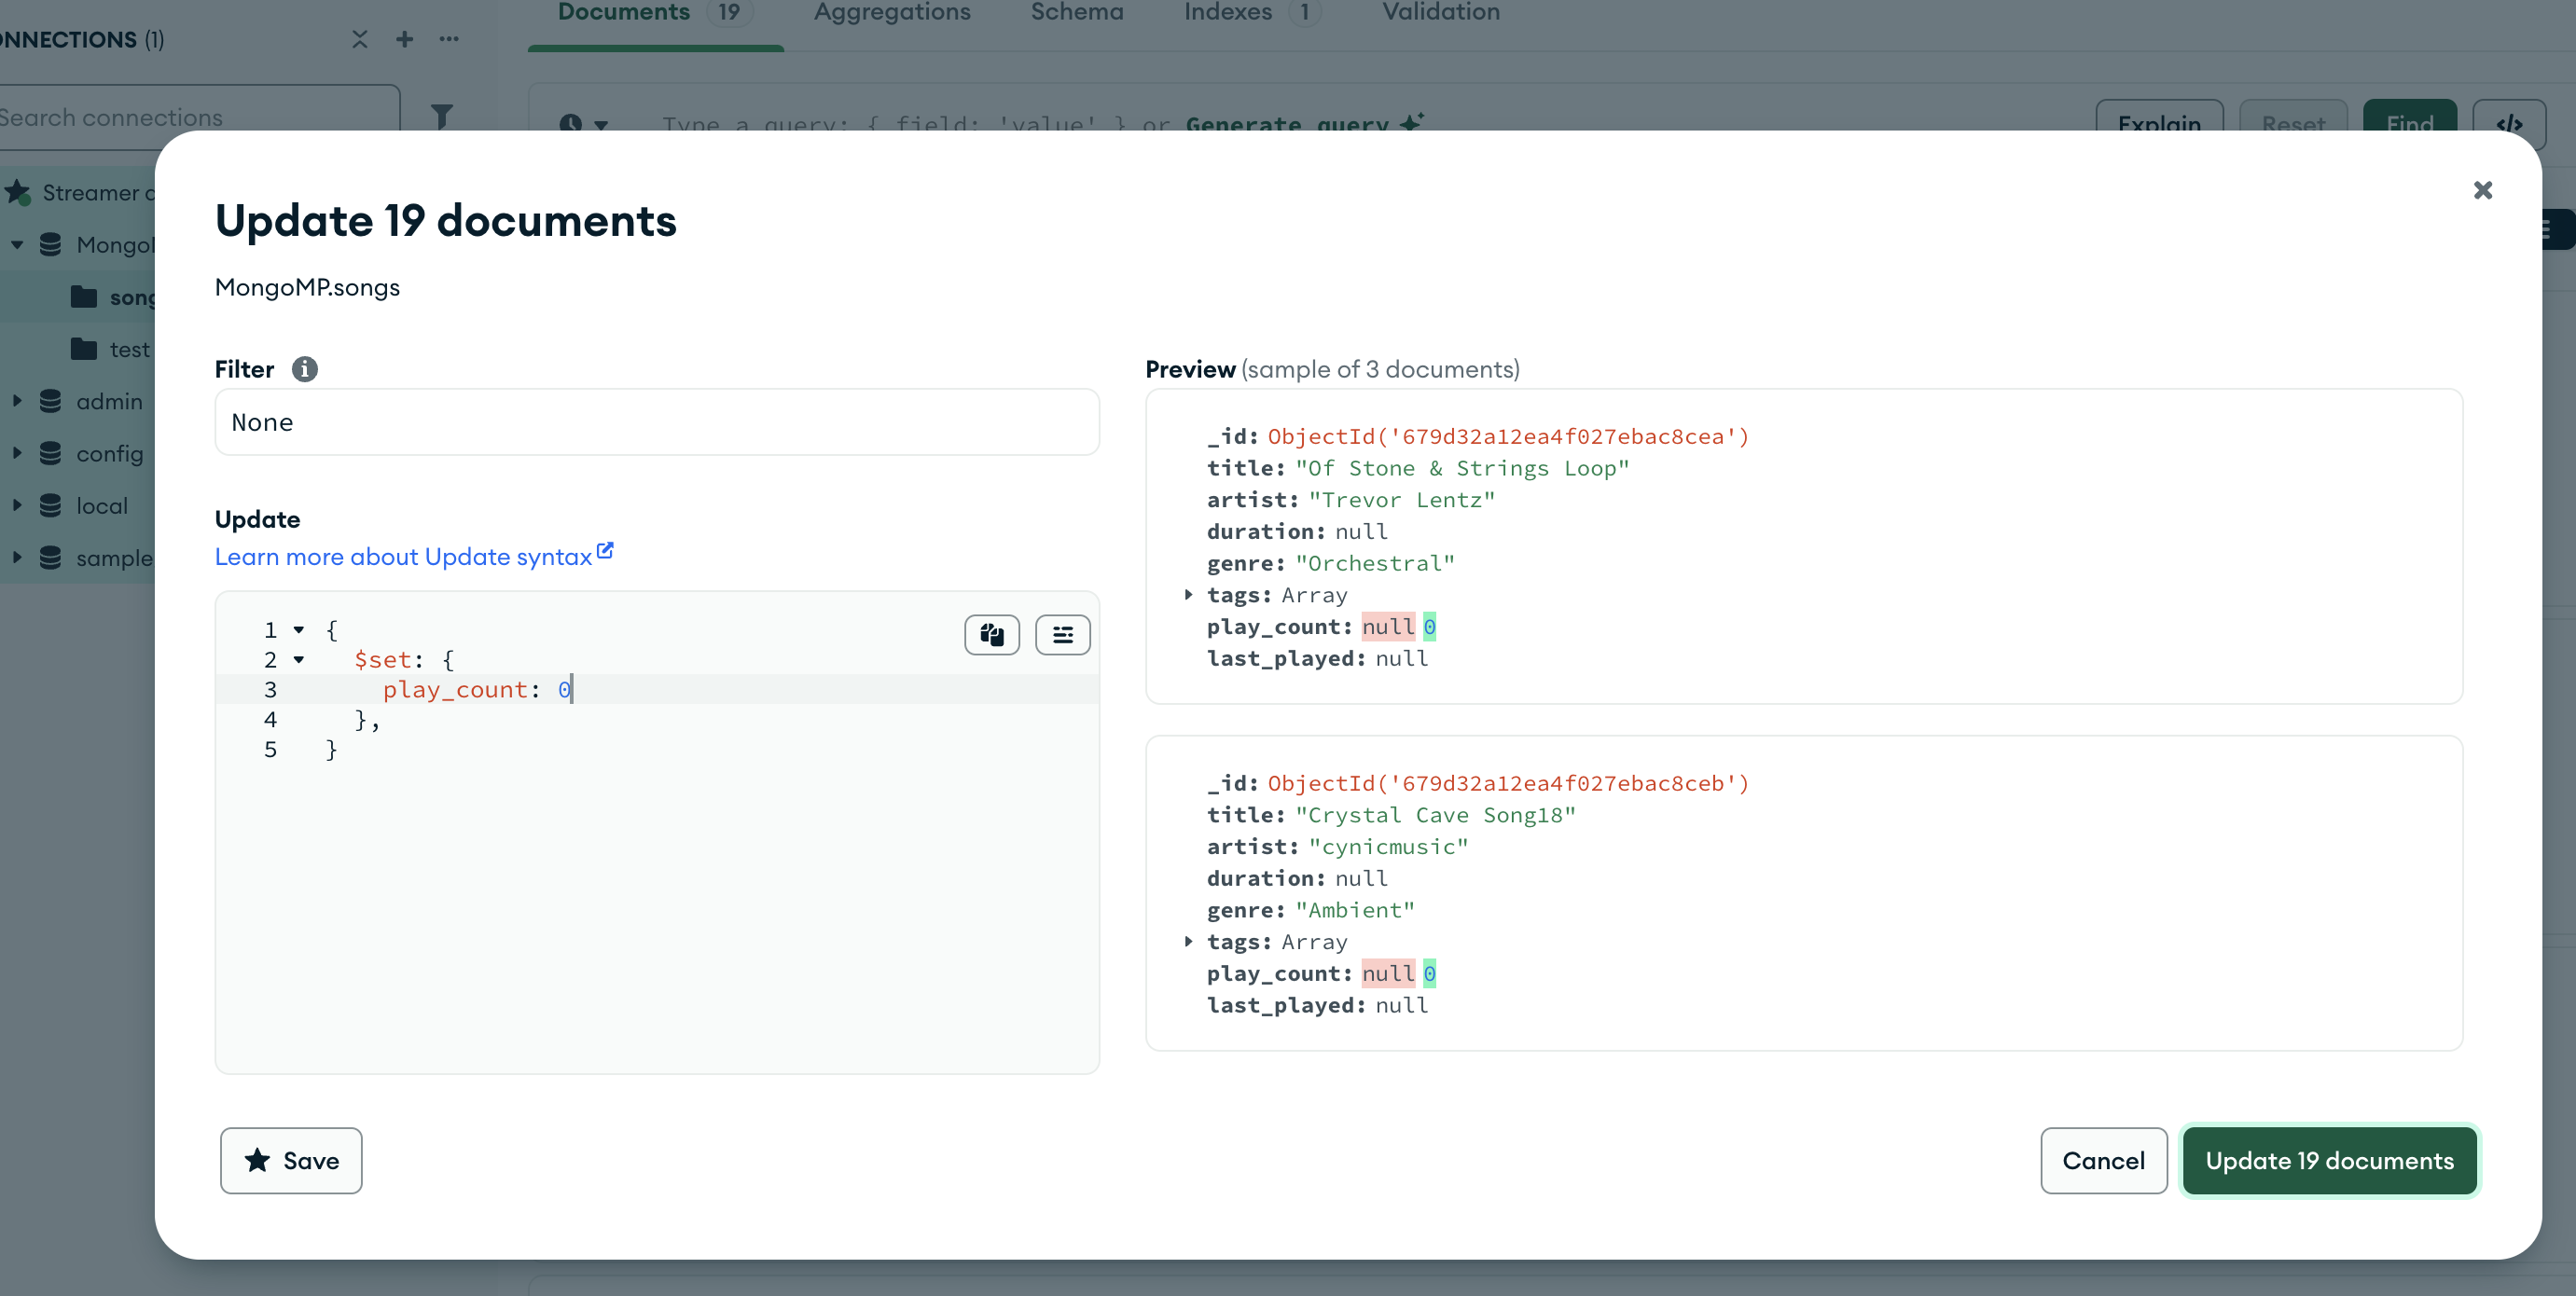 Documents 19 Aggregations Schema Indexes 1 Validation
ONNECTIONS (1)
Search connections
Type a query: { field: 'value' } or Generate query
Explain Reset Find </>
Streamer
Mongo
song
test
admin
config
local
sample
Update 19 documents
MongoMP.songs
Filter
None
Update
Learn more about Update syntax
1 {
2 $set: {
3 play_count: 0
4 },
5 }
Preview (sample of 3 documents)
_id: ObjectId('679d32a12ea4f027ebac8cea')
title: "Of Stone & Strings Loop"
artist: "Trevor Lentz"
duration: null
genre: "Orchestral"
tags: Array
play_count: null 0
last_played: null
_id: ObjectId('679d32a12ea4f027ebac8ceb')
title: "Crystal Cave Song18"
artist: "cynicmusic"
duration: null
genre: "Ambient"
tags: Array
play_count: null 0
last_played: null
Save
Cancel
Update 19 documents